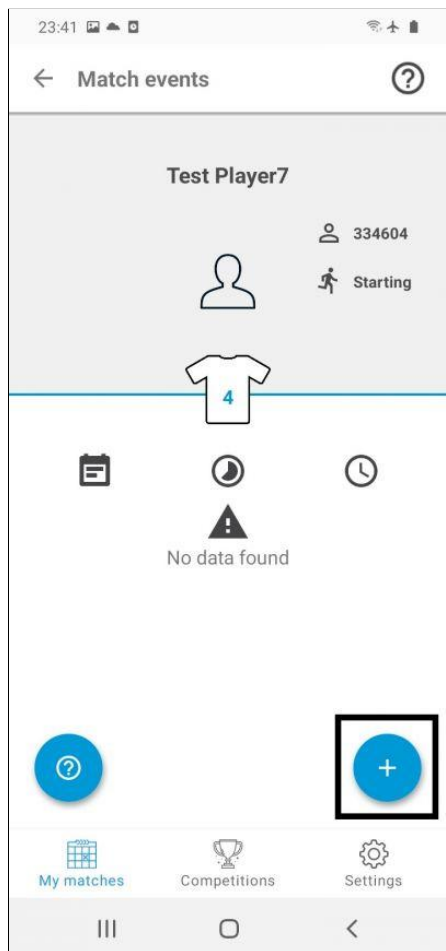 23:41
Match events
Test Player7
334604
Starting
4
No data found
My matches
Competitions
Settings